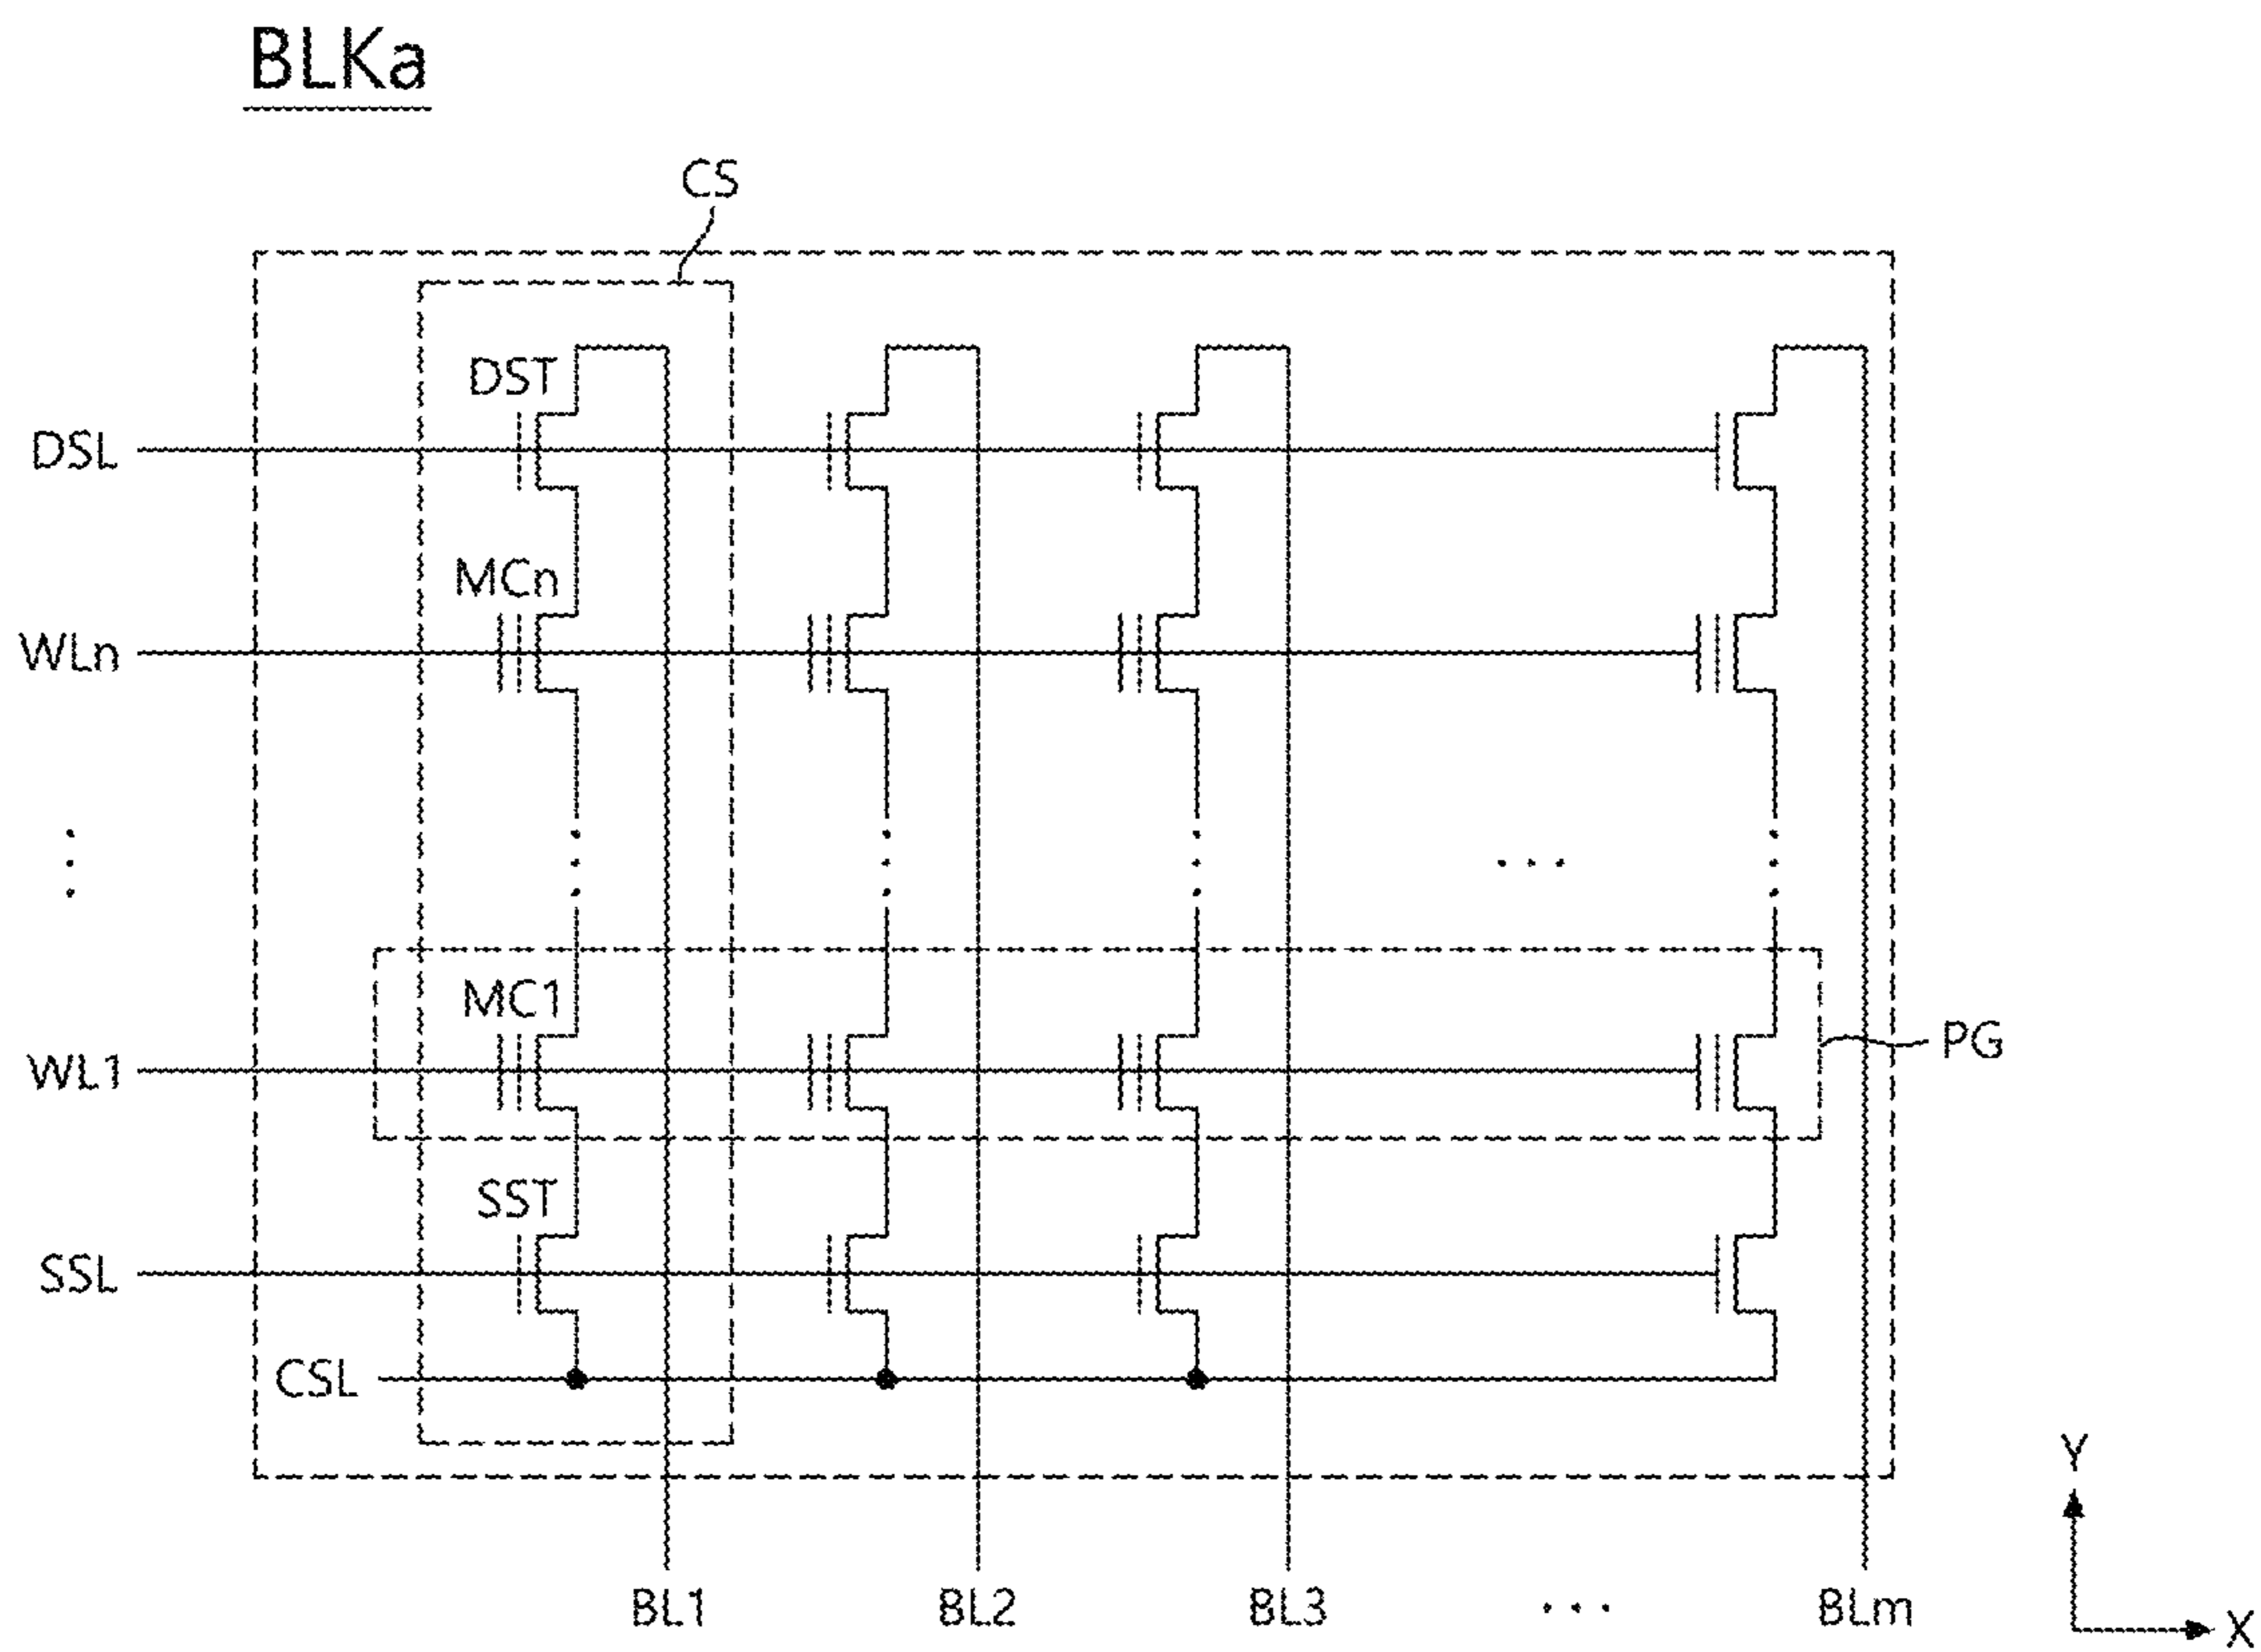 BLKa
CS
DST
DSL
MCn
WLn
⋮
...
MC1
WL1
PG
SST
SSL
CSL
BL1 BL2 BL3 ... BLm
Y
X